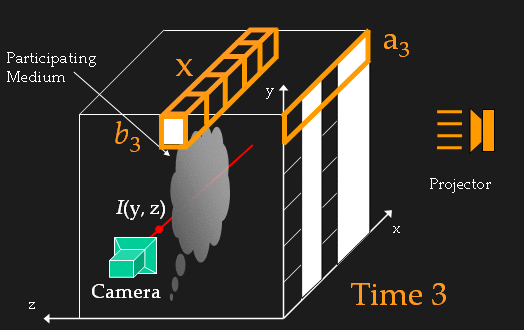 a3
x
Participating
Medium
y
b3
I(y, z)
Projector
x
Camera
Time 3
z